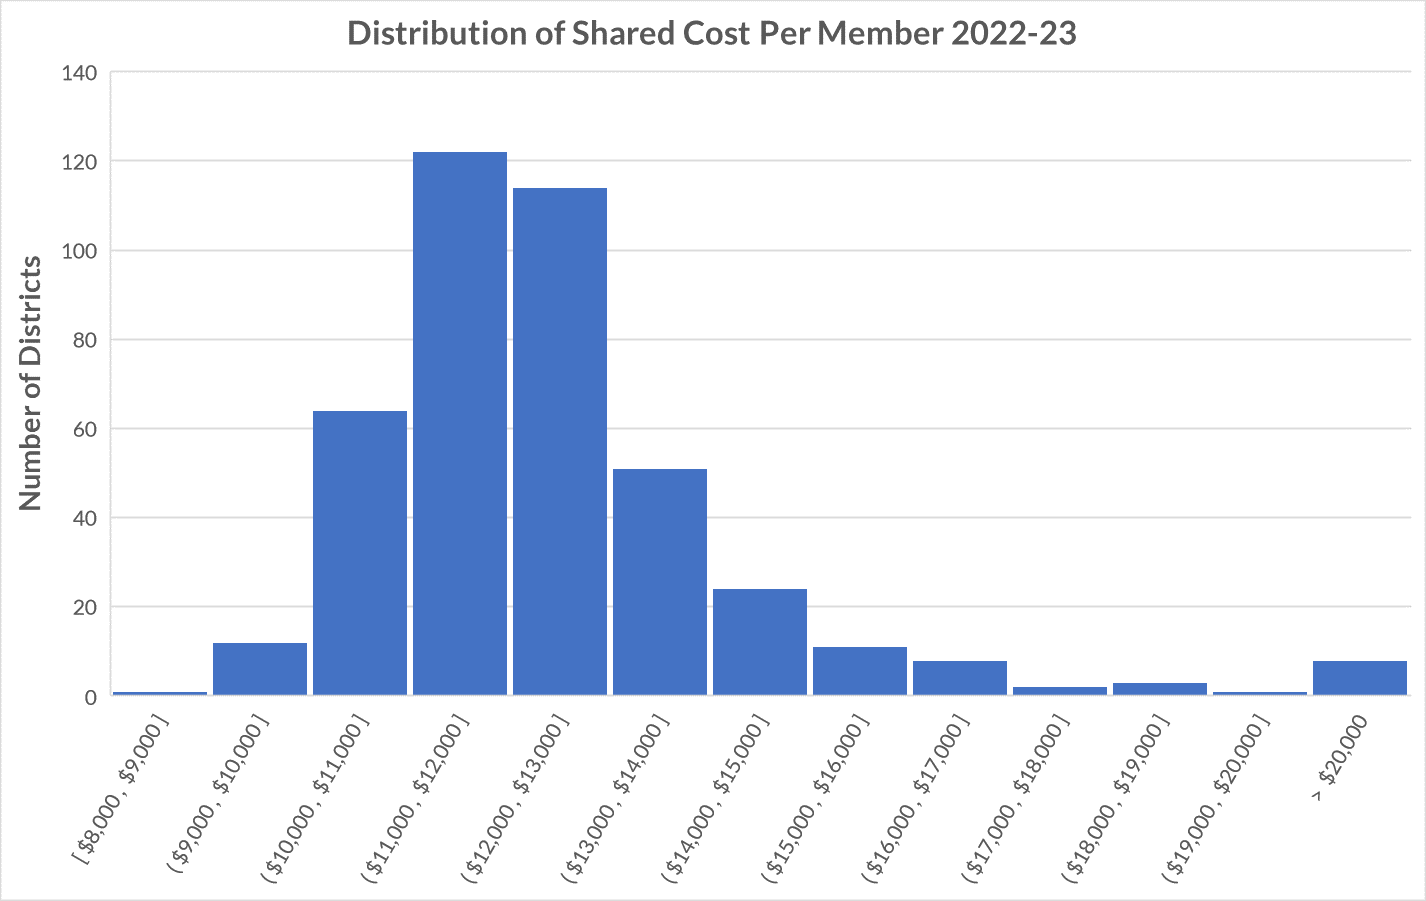 Distribution of Shared Cost Per Member 2022-23
Number of Districts
140
120
100
80
60
40
20
0
[ $8,000 , $9,000 ]
( $9,000 , $10,000 ]
( $10,000 , $11,000 ]
( $11,000 , $12,000 ]
( $12,000 , $13,000 ]
( $13,000 , $14,000 ]
( $14,000 , $15,000 ]
( $15,000 , $16,000 ]
( $16,000 , $17,000 ]
( $17,000 , $18,000 ]
( $18,000 , $19,000 ]
( $19,000 , $20,000 ]
> $20,000